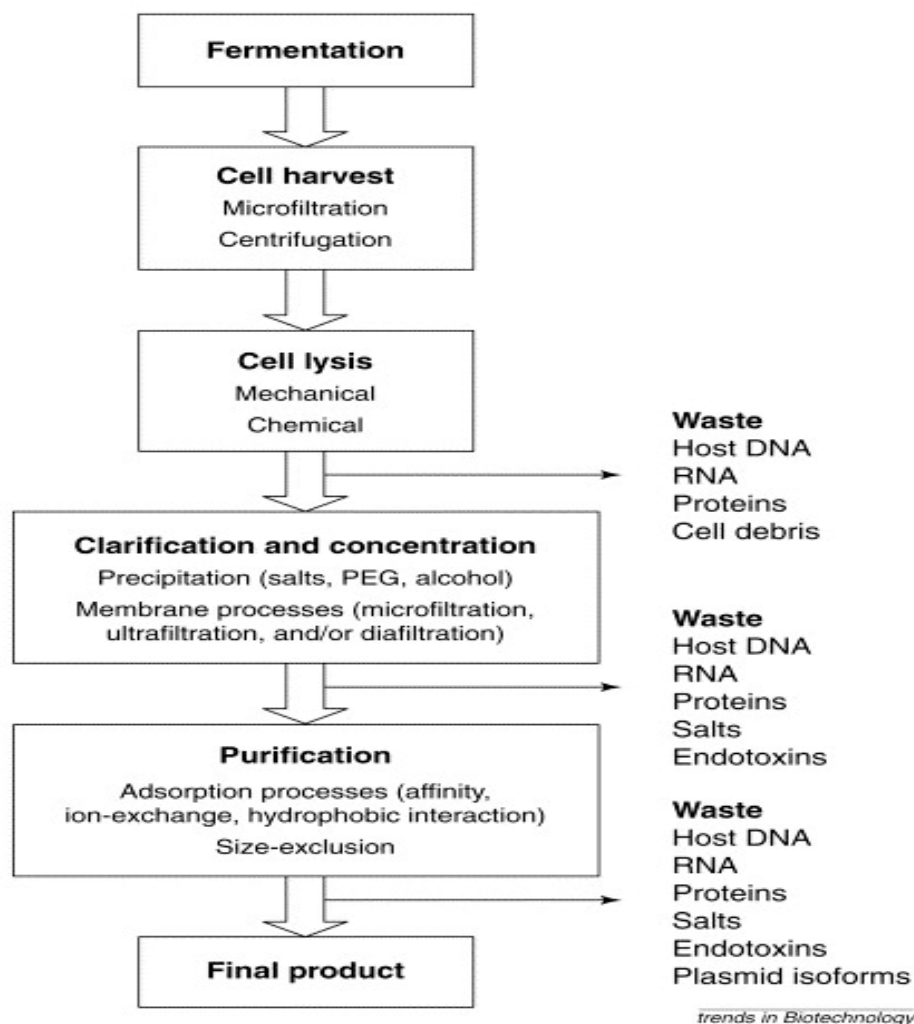 Fermentation
Cell harvest
Microfiltration
Centrifugation
Cell lysis
Mechanical
Chemical
Waste
Host DNA
RNA
Proteins
Cell debris
Clarification and concentration
Precipitation (salts, PEG, alcohol)
Membrane processes (microfiltration,
ultrafiltration, and/or diafiltration)
Waste
Host DNA
RNA
Proteins
Salts
Endotoxins
Purification
Adsorption processes (affinity,
ion-exchange, hydrophobic interaction)
Size-exclusion
Waste
Host DNA
RNA
Proteins
Salts
Endotoxins
Plasmid isoforms
Final product
trends in Biotechnology